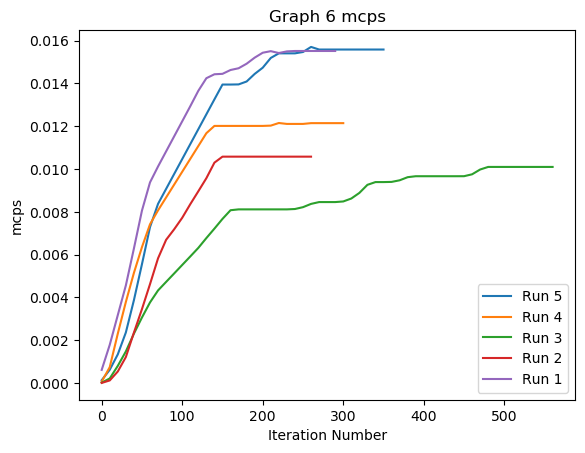 Graph 6 mcps
mcps
0.016
0.014
0.012
0.010
0.008
0.006
0.004
0.002
0.000
0
100
200
300
400
500
Iteration Number
Run 5
Run 4
Run 3
Run 2
Run 1